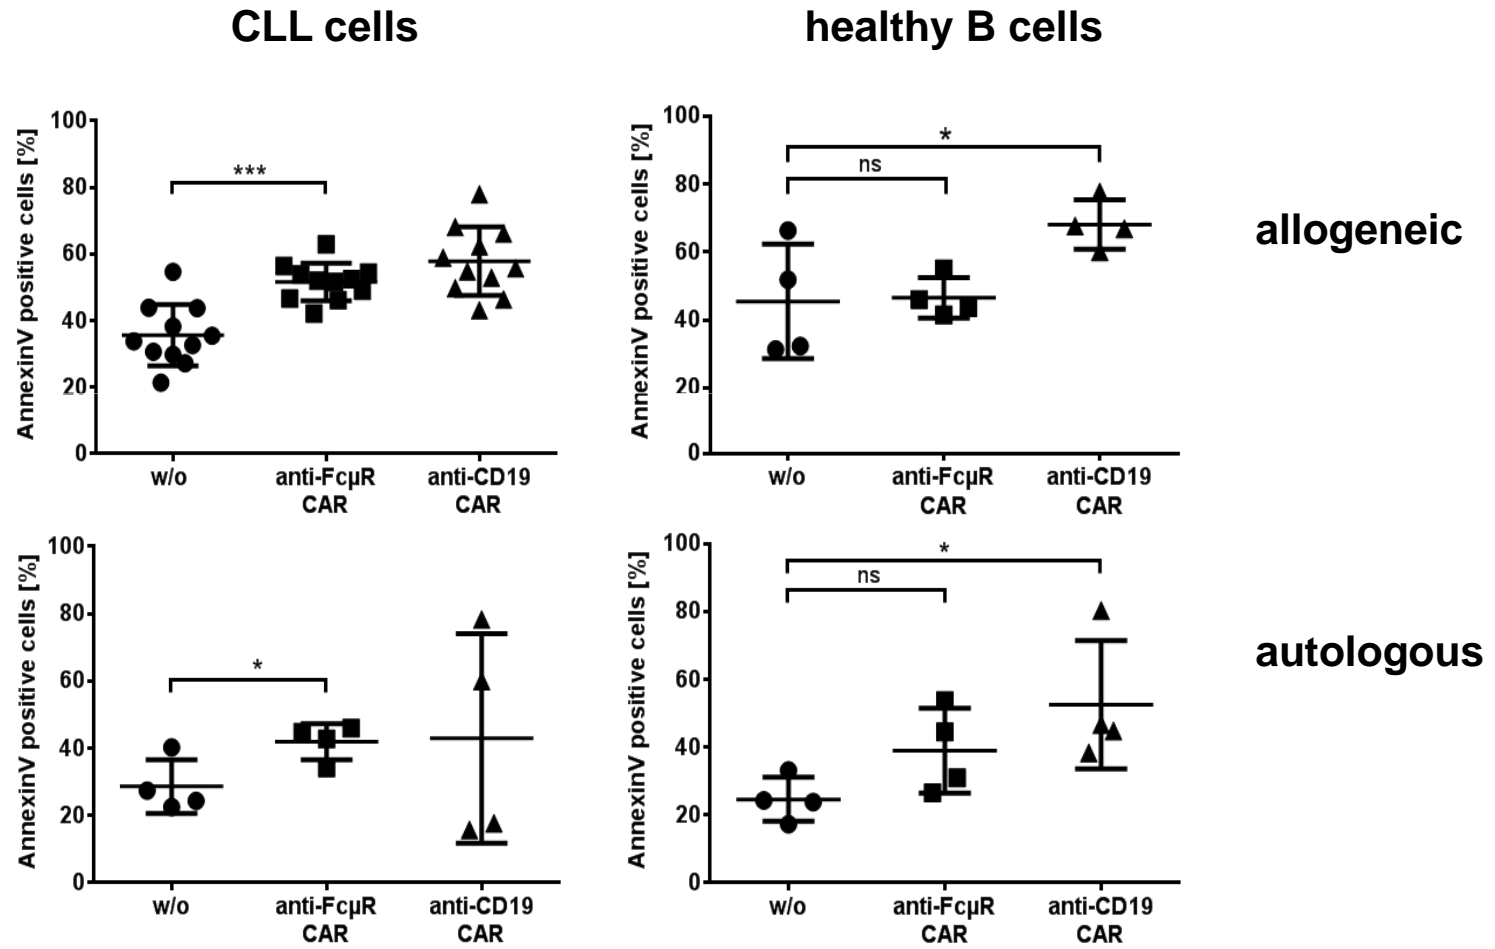 CLL cells
healthy B cells
AnnexinV positive cells [%]
100
80
60
40
20
0
***
w/o
anti-FcµR
CAR
anti-CD19
CAR
AnnexinV positive cells [%]
100
80
60
40
20
0
*
ns
w/o
anti-FcµR
CAR
anti-CD19
CAR
allogeneic
AnnexinV positive cells [%]
100
80
60
40
20
0
*
w/o
anti-FcµR
CAR
anti-CD19
CAR
AnnexinV positive cells [%]
100
80
60
40
20
0
*
ns
w/o
anti-FcµR
CAR
anti-CD19
CAR
autologous